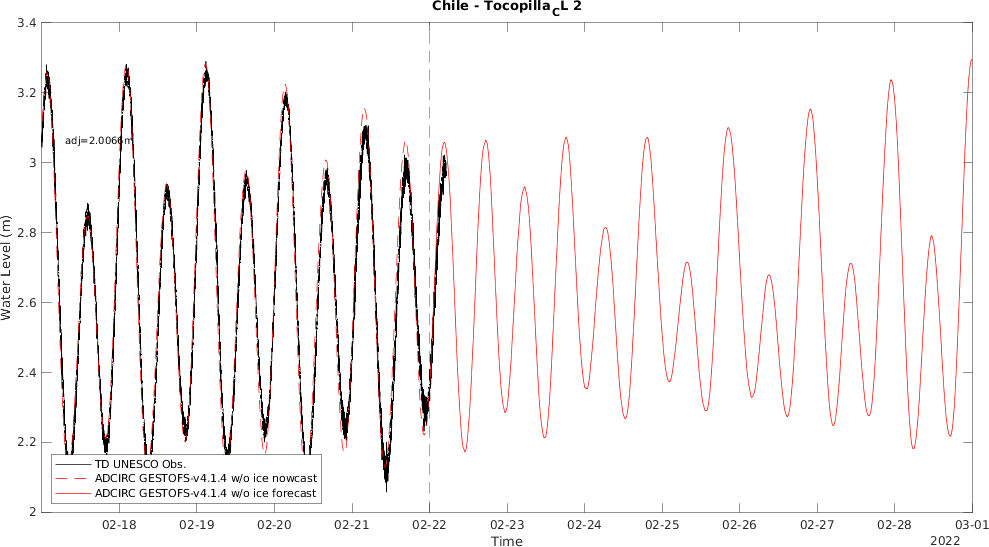 Chile - Tocopilla_CL 2
3.4
3.2
3
2.8
2.6
2.4
2.2
2
Water Level (m)
adj=2.0066m
TD UNESCO Obs.
ADCIRC GESTOFS-v4.1.4 w/o ice nowcast
ADCIRC GESTOFS-v4.1.4 w/o ice forecast
02-18 02-19 02-20 02-21 02-22 02-23 02-24 02-25 02-26 02-27 02-28 03-01
Time
2022